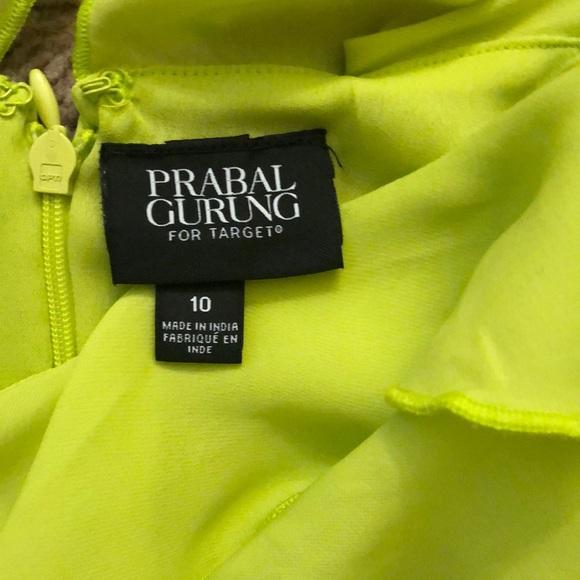 PRABAL
GURUNG
FOR TARGET®
10
MADE IN INDIA
FABRIQUÉ EN
INDE